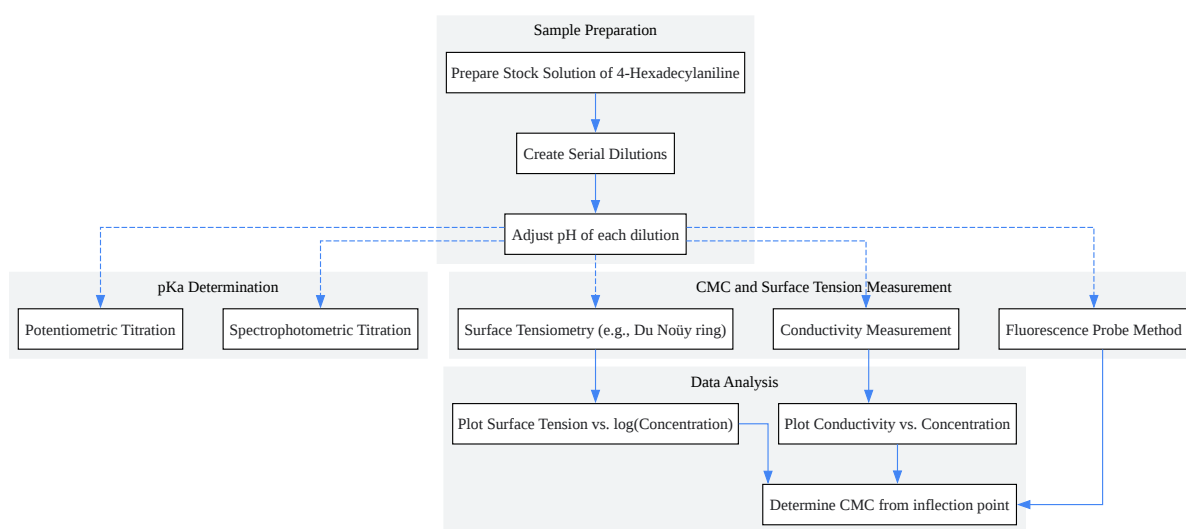 Sample Preparation
Prepare Stock Solution of 4-Hexadecylaniline
Create Serial Dilutions
Adjust pH of each dilution
pKa Determination
CMC and Surface Tension Measurement
Potentiometric Titration
Spectrophotometric Titration
Surface Tensiometry (e.g., Du Noüy ring)
Conductivity Measurement
Fluorescence Probe Method
Data Analysis
Plot Surface Tension vs. log(Concentration)
Plot Conductivity vs. Concentration
Determine CMC from inflection point